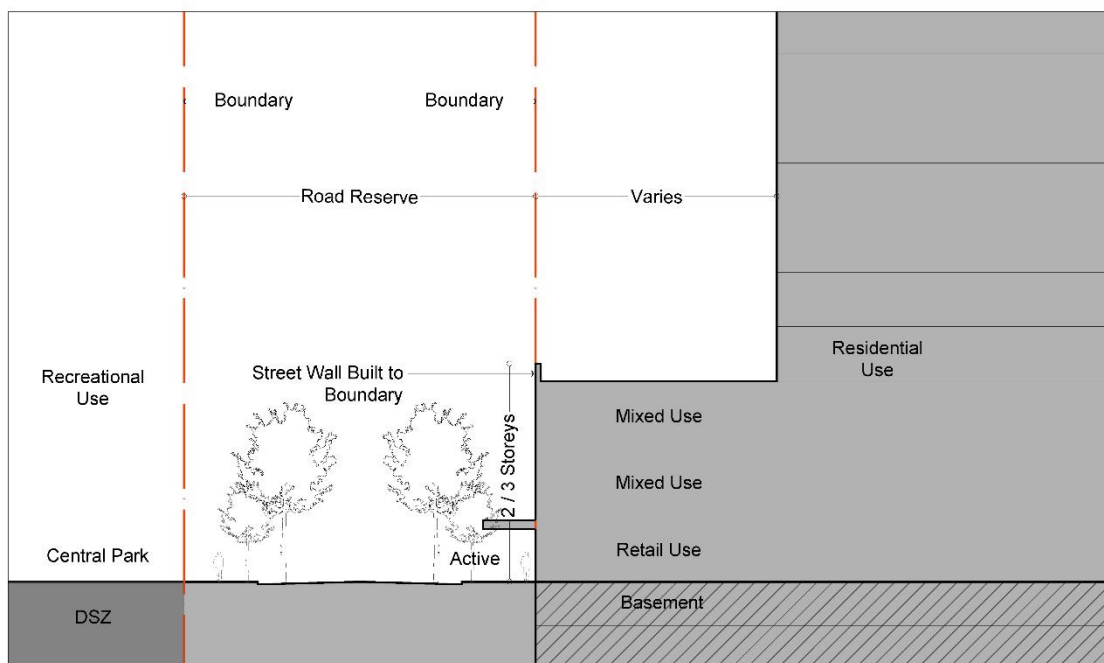 Boundary
Boundary
Road Reserve
Varies
Recreational
Use
Street Wall Built to
Boundary
2 / 3 Storeys
Residential
Use
Mixed Use
Mixed Use
Central Park
Active
Retail Use
DSZ
Basement